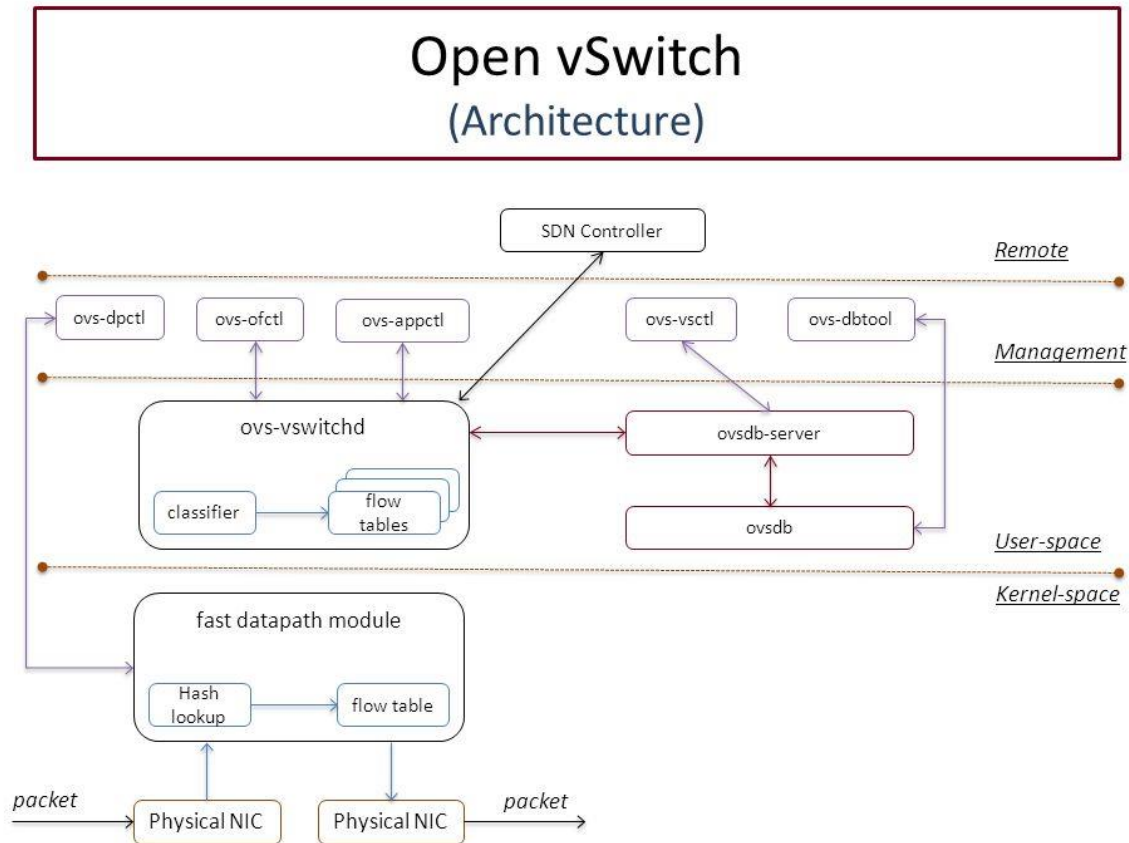 Open vSwitch
(Architecture)
SDN Controller
Remote
ovs-dpctl
ovs-ofctl
ovs-appctl
ovs-vsctl
ovs-dbtool
Management
ovs-vswitchd
ovsdb-server
classifier
flow
tables
ovsdb
User-space
Kernel-space
fast datapath module
Hash
lookup
flow table
packet
Physical NIC
Physical NIC
packet